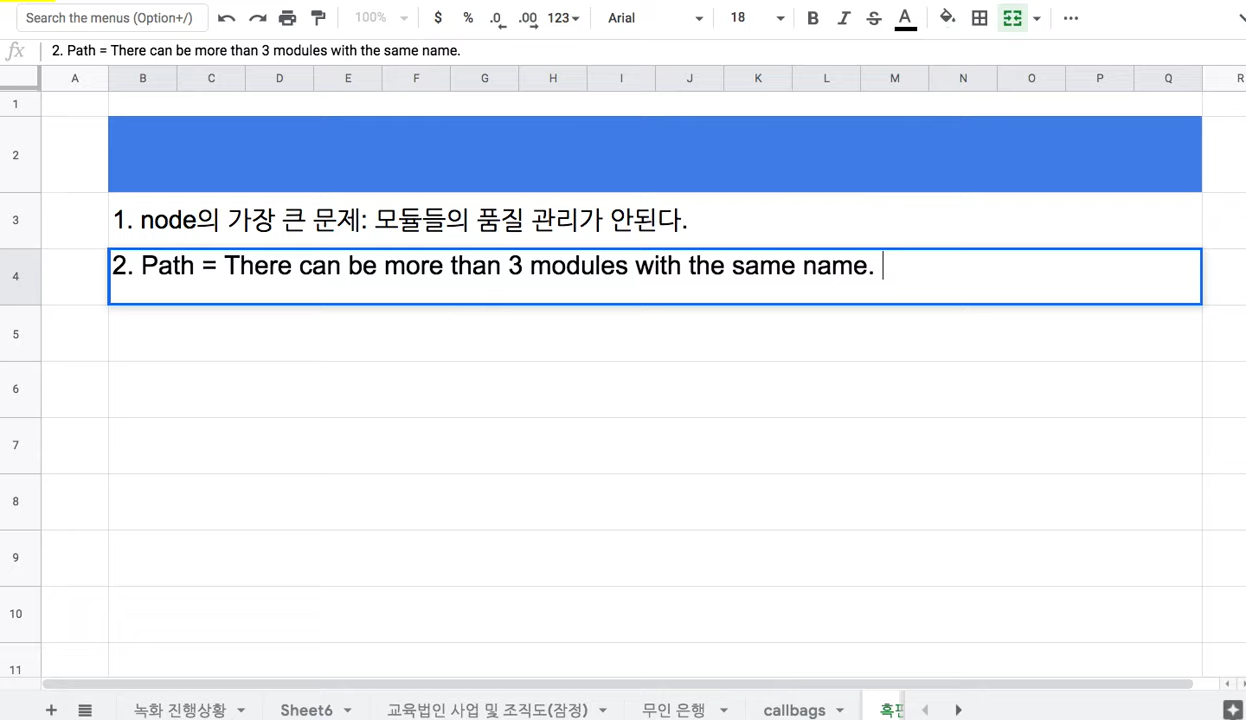 Search the menus (Option+/) 100% $ % .0 .00 123 Arial 18 B I S A
fx 2. Path = There can be more than 3 modules with the same name.
A B C D E F G H I J K L M N O P Q R
1
2
3 1. node의 가장 큰 문제: 모듈들의 품질 관리가 안된다.
4 2. Path = There can be more than 3 modules with the same name.
5
6
7
8
9
10
11
녹화 진행상황 Sheet6 교육법인 사업 및 조직도(잠정) 무인 은행 callbags